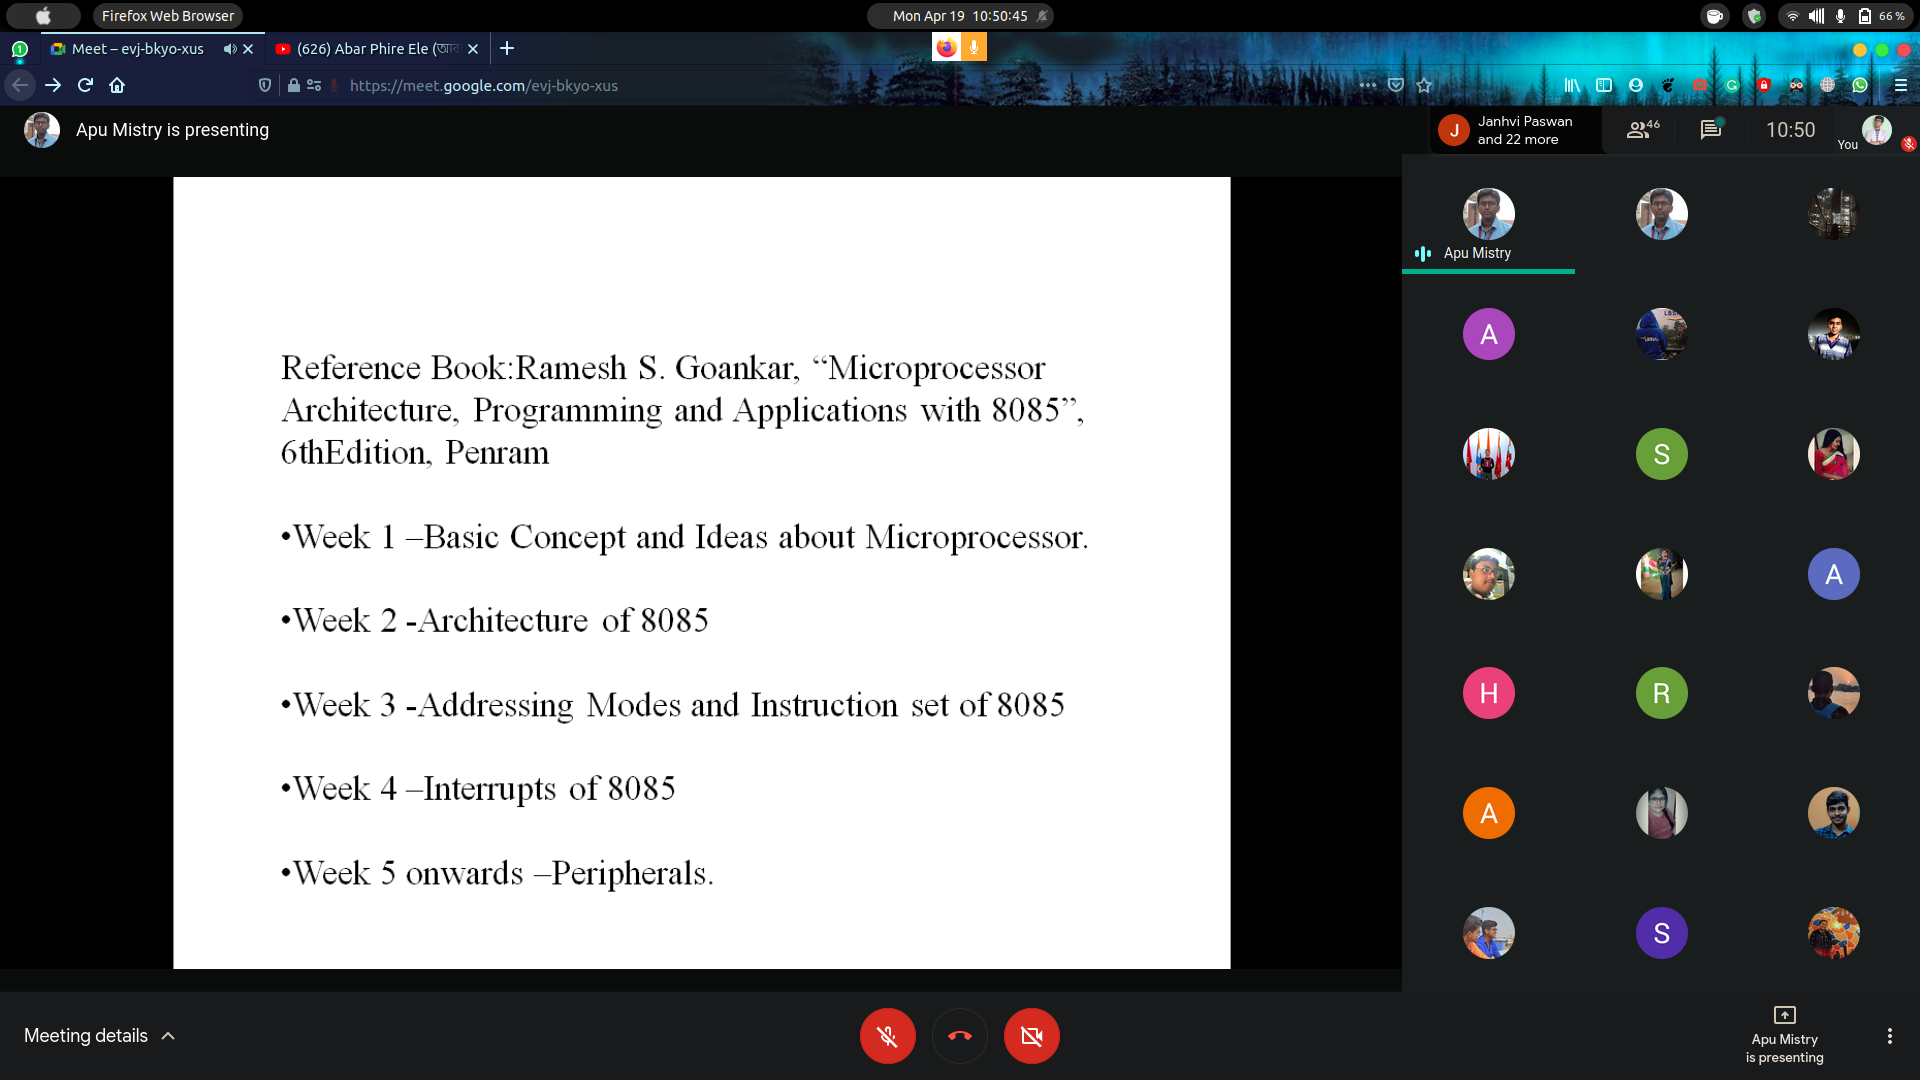 Firefox Web Browser
Mon Apr 19 10:50:45
66 %
1
Meet – evj-bkyo-xus
(626) Abar Phire Ele (আব
https://meet.google.com/evj-bkyo-xus
Apu Mistry is presenting
J
Janhvi Paswan
and 22 more
46
10:50
You
Apu Mistry
A
S
A
H
R
A
S
Reference Book:Ramesh S. Goankar, “Microprocessor
Architecture, Programming and Applications with 8085”,
6thEdition, Penram
•Week 1 –Basic Concept and Ideas about Microprocessor.
•Week 2 -Architecture of 8085
•Week 3 -Addressing Modes and Instruction set of 8085
•Week 4 –Interrupts of 8085
•Week 5 onwards –Peripherals.
Meeting details
Apu Mistry
is presenting